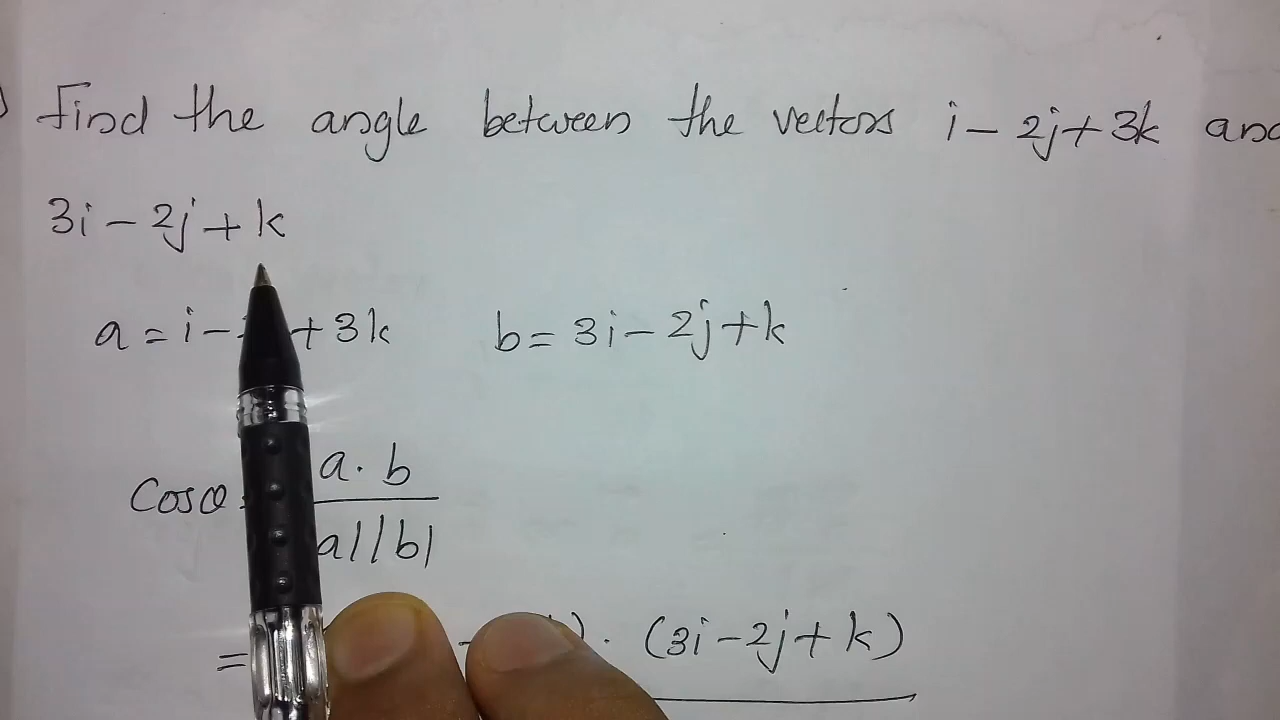 ) Find the angle between the vectors i - 2j + 3k and
3i - 2j + k
a = i - + 3k b = 3i - 2j + k
Cosθ a . b
a||b|
= ) . (3i - 2j + k)